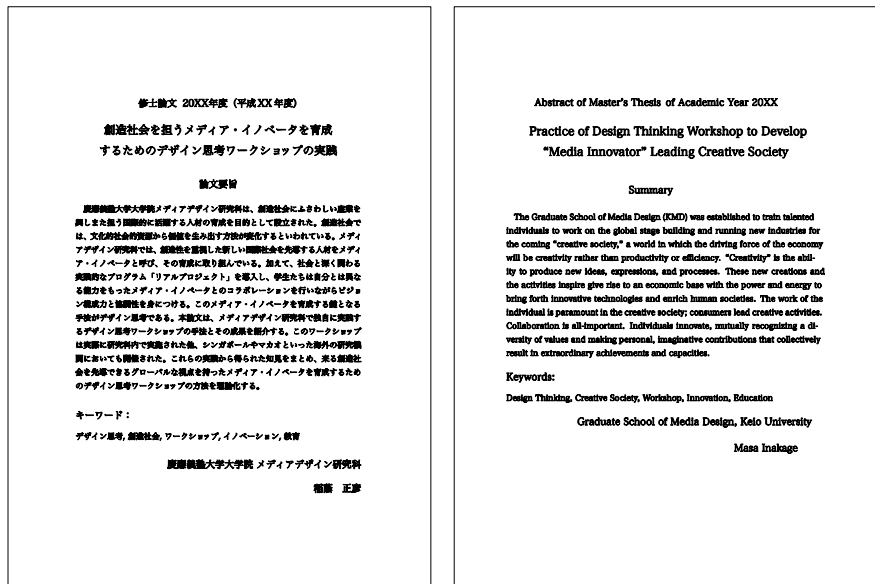 修士論文 20XX年度（平成 XX 年度）
創造社会を担うメディア・イノベータを育成
するためのデザイン思考ワークショップの実践
論文要旨
慶應義塾大学大学院メディアデザイン研究科は、創造社会にふさわしい産業を
興しまた担う国際的に活躍する人材の育成を目的として設立された。創造社会で
は、文化的社会的資源から価値を生み出す方法が変化するといわれている。メディ
アデザイン研究科では、創造性を重視した新しい国際社会を先導する人材をメディ
ア・イノベータと呼び、その育成に取り組んでいる。加えて、社会と深く関わる
実践的なプログラム「リアルプロジェクト」を導入し、学生たちは自分とは異な
る能力をもったメディア・イノベータとのコラボレーションを行いながらビジョ
ン構成力と協調性を身につける。このメディア・イノベータを育成する鍵となる
手法がデザイン思考である。本論文は、メディアデザイン研究科で独自に実践す
るデザイン思考ワークショップの手法とその成果を紹介する。このワークショップ
は実際に研究科内で実施された他、シンガポールやマカオといった海外の研究機
関においても開催された。これらの実践から得られた知見をまとめ、来る創造社
会を先導できるグローバルな視点を持ったメディア・イノベータを育成するため
のデザイン思考ワークショップの方法を理論化する。
キーワード：
デザイン思考, 創造社会, ワークショップ, イノベーション, 教育
慶應義塾大学大学院 メディアデザイン研究科
稲蔭　正彦
Abstract of Master's Thesis of Academic Year 20XX
Practice of Design Thinking Workshop to Develop
“Media Innovator” Leading Creative Society
Summary
The Graduate School of Media Design (KMD) was established to train talented
individuals to work on the global stage building and running new industries for
the coming “creative society,” a world in which the driving force of the economy
will be creativity rather than productivity or efficiency. “Creativity” is the abil-
ity to produce new ideas, expressions, and processes. These new creations and
the activities inspire give rise to an economic base with the power and energy to
bring forth innovative technologies and enrich human societies. The work of the
individual is paramount in the creative society; consumers lead creative activities.
Collaboration is all-important. Individuals innovate, mutually recognizing a di-
versity of values and making personal, imaginative contributions that collectively
result in extraordinary achievements and capacities.
Keywords:
Design Thinking, Creative Society, Workshop, Innovation, Education
Graduate School of Media Design, Keio University
Masa Inakage